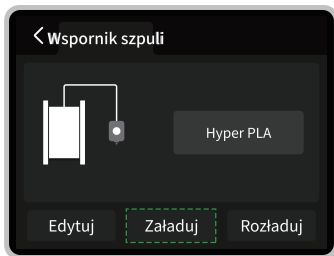 Wspornik szpuli
Hyper PLA
Edytuj
Załaduj
Rozładuj